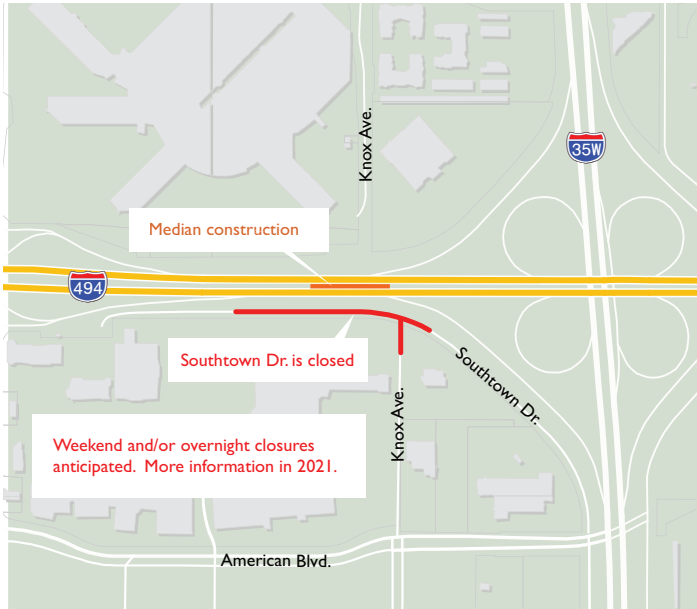 Knox Ave.
35W
Median construction
494
Southtown Dr. is closed
Southtown Dr.
Knox Ave.
Weekend and/or overnight closures
anticipated. More information in 2021.
American Blvd.